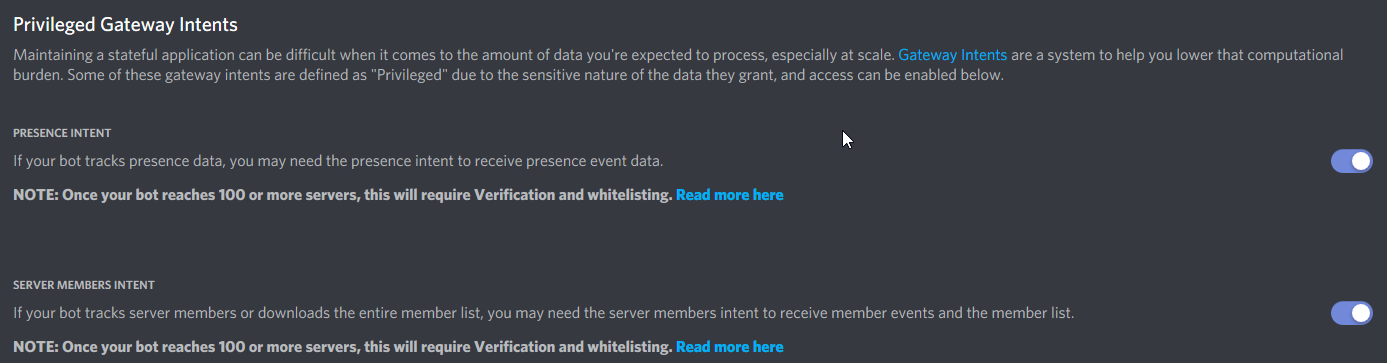 Privileged Gateway Intents
Maintaining a stateful application can be difficult when it comes to the amount of data you're expected to process, especially at scale. Gateway Intents are a system to help you lower that computational
burden. Some of these gateway intents are defined as "Privileged" due to the sensitive nature of the data they grant, and access can be enabled below.
PRESENCE INTENT
If your bot tracks presence data, you may need the presence intent to receive presence event data.
NOTE: Once your bot reaches 100 or more servers, this will require Verification and whitelisting. Read more here
SERVER MEMBERS INTENT
If your bot tracks server members or downloads the entire member list, you may need the server members intent to receive member events and the member list.
NOTE: Once your bot reaches 100 or more servers, this will require Verification and whitelisting. Read more here